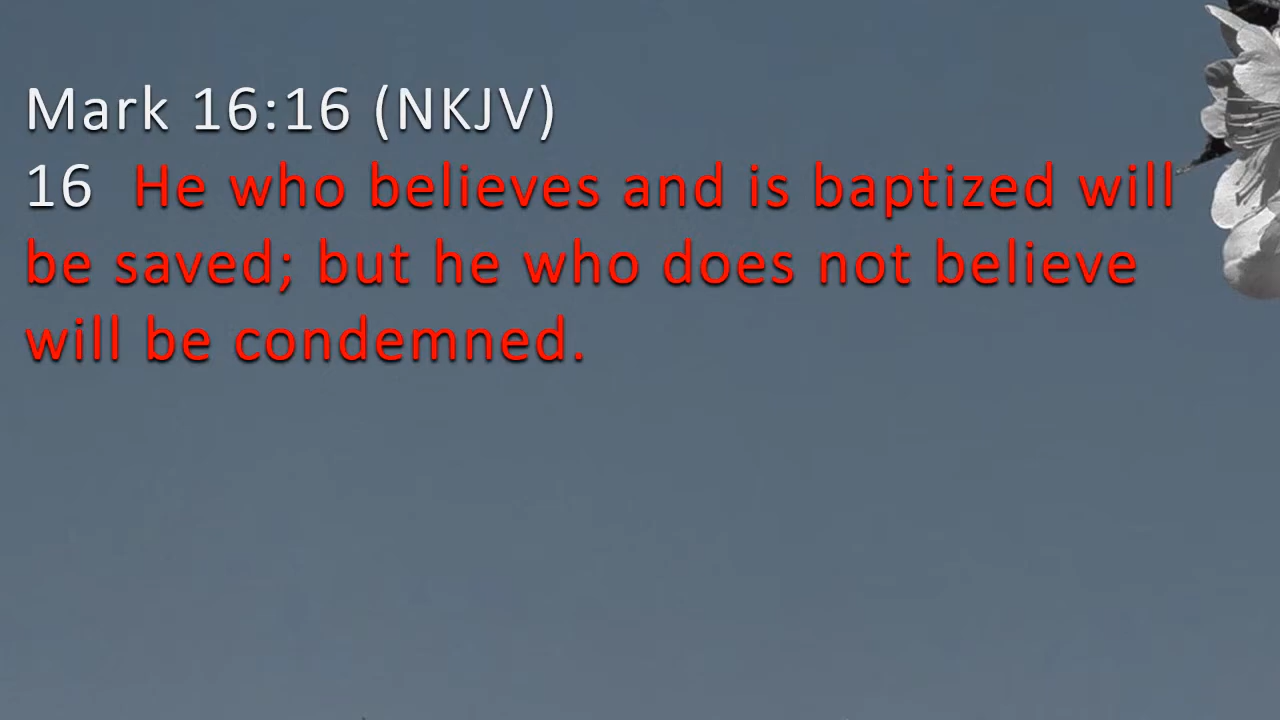 Mark 16:16 (NKJV)
16 He who believes and is baptized will
be saved; but he who does not believe
will be condemned.